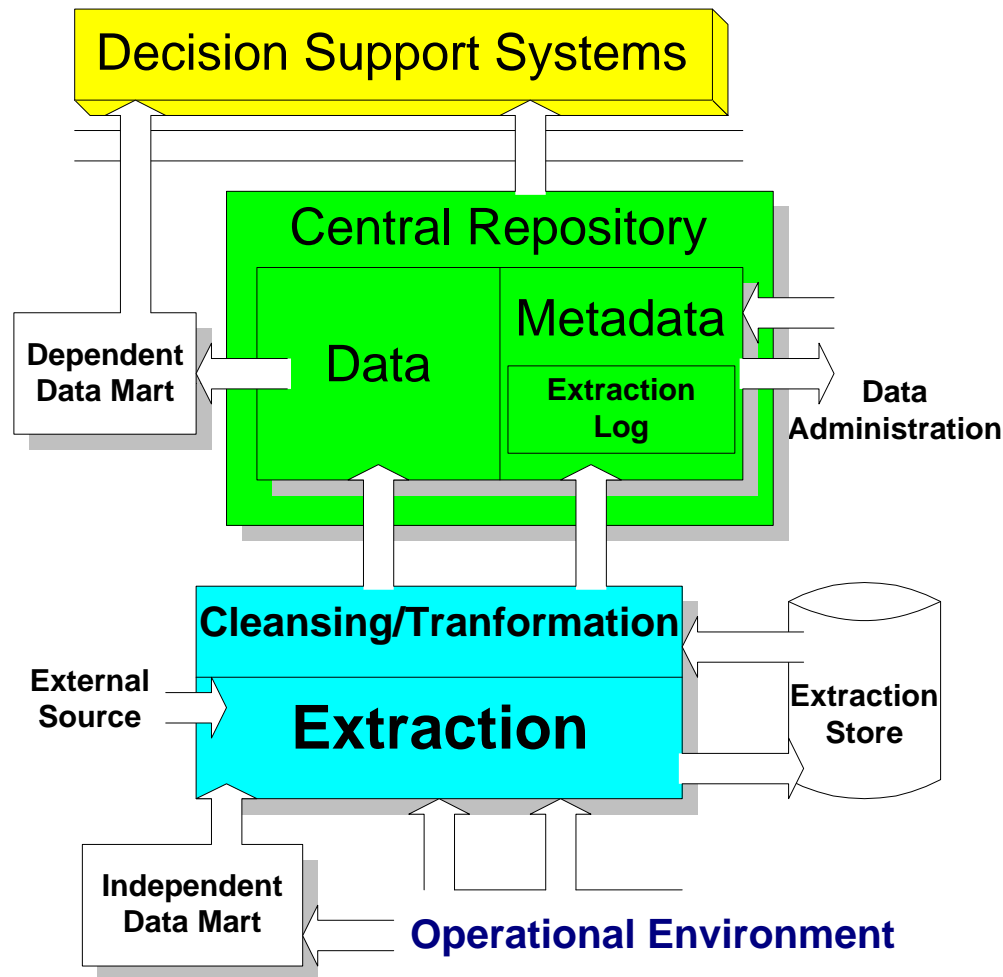 Decision Support Systems
Central Repository
Data
Metadata
Extraction
Log
Dependent
Data Mart
Data
Administration
Cleansing/Tranformation
Extraction
External
Source
Extraction
Store
Independent
Data Mart
Operational Environment